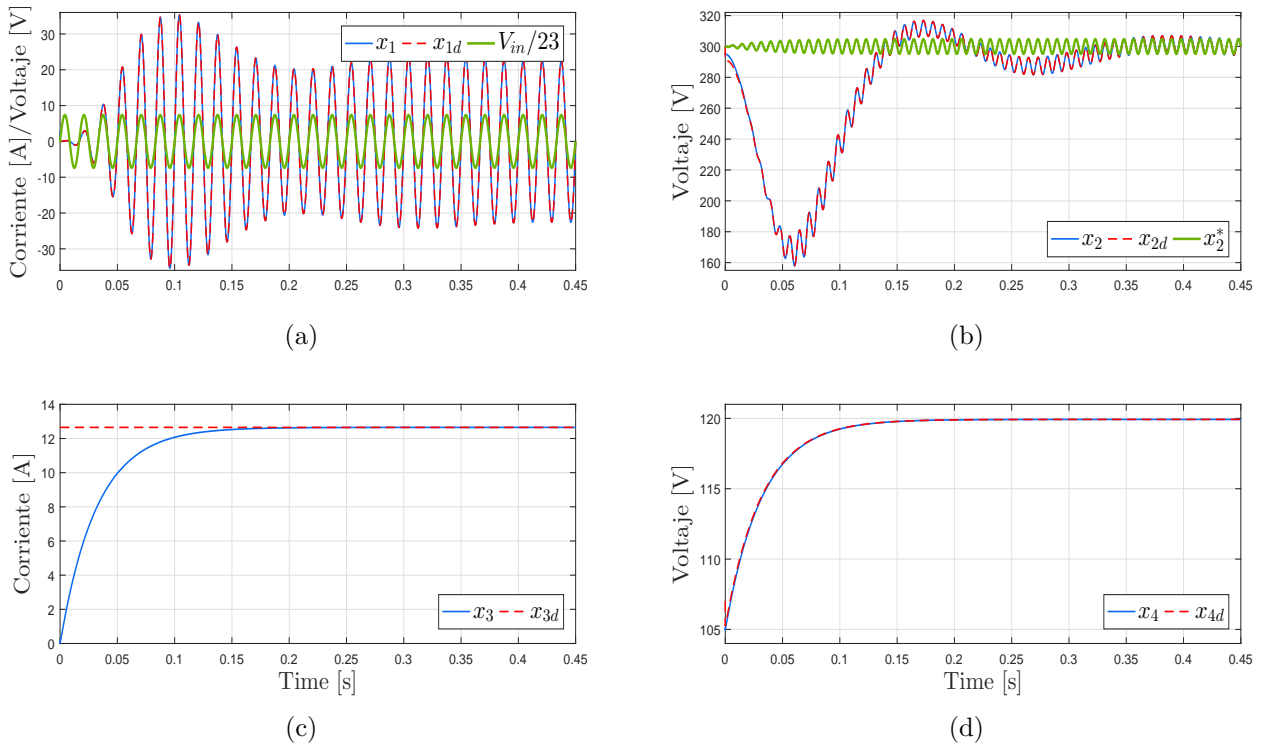 Corriente [A]/Voltaje [V]
30
20
10
0
-10
-20
-30
x₁ x₁d V_in/23
0 0.05 0.1 0.15 0.2 0.25 0.3 0.35 0.4 0.45
(a)
Voltaje [V]
320
300
280
260
240
220
200
180
160
x₂ x₂d x₂*
0 0.05 0.1 0.15 0.2 0.25 0.3 0.35 0.4 0.45
(b)
Corriente [A]
14
12
10
8
6
4
2
0
x₃ x₃d
0 0.05 0.1 0.15 0.2 0.25 0.3 0.35 0.4 0.45
Time [s]
(c)
Voltaje [V]
120
115
110
105
x₄ x₄d
0 0.05 0.1 0.15 0.2 0.25 0.3 0.35 0.4 0.45
Time [s]
(d)